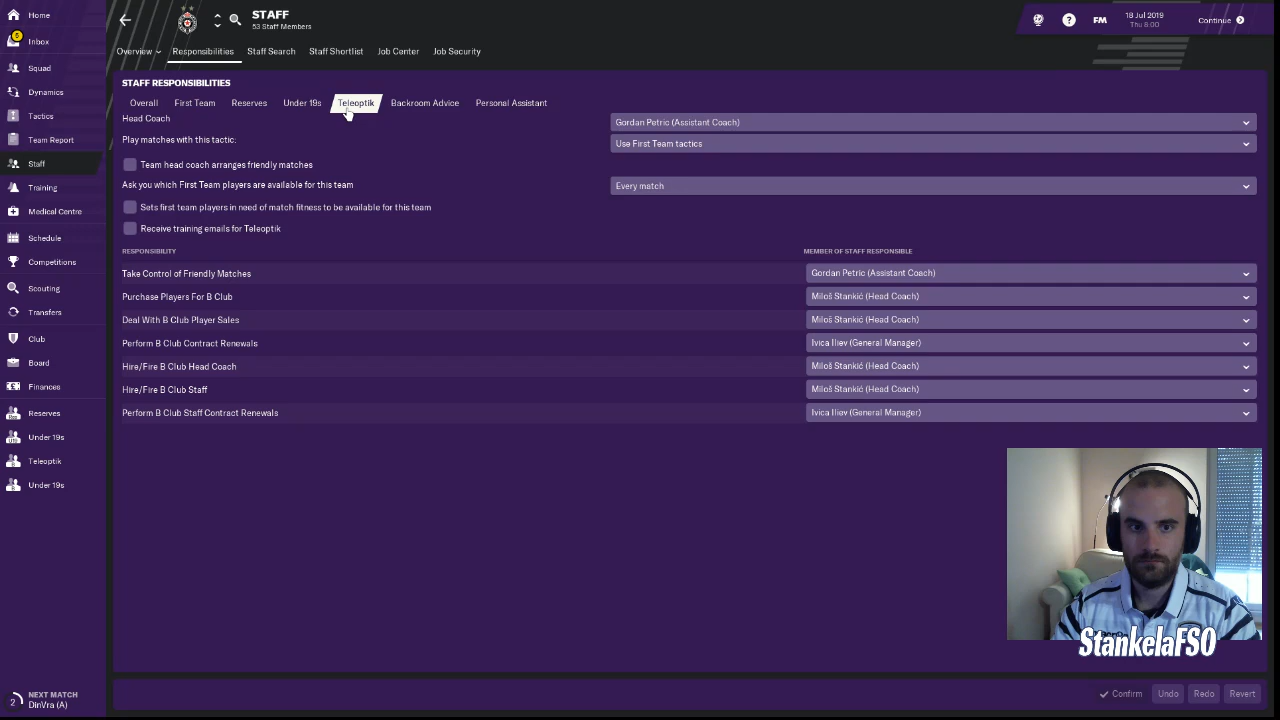 Home
5
Inbox
Squad
Dynamics
Tactics
Team Report
Staff
Training
Medical Centre
Schedule
Competitions
Scouting
Transfers
Club
Board
Finances
Reserves
Under 19s
Teleoptik
Under 19s
2
NEXT MATCH
DinVra (A)
STAFF
53 Staff Members
? FM
18 Jul 2019
Thu 8:00
Continue
Overview Responsibilities Staff Search Staff Shortlist Job Center Job Security
STAFF RESPONSIBILITIES
Overall First Team Reserves Under 19s Teleoptik Backroom Advice Personal Assistant
Head Coach Gordan Petric (Assistant Coach)
Play matches with this tactic: Use First Team tactics
Team head coach arranges friendly matches
Ask you which First Team players are available for this team Every match
Sets first team players in need of match fitness to be available for this team
Receive training emails for Teleoptik
RESPONSIBILITY MEMBER OF STAFF RESPONSIBLE
Take Control of Friendly Matches Gordan Petric (Assistant Coach)
Purchase Players For B Club Miloš Stankić (Head Coach)
Deal With B Club Player Sales Miloš Stankić (Head Coach)
Perform B Club Contract Renewals Ivica Iliev (General Manager)
Hire/Fire B Club Head Coach Miloš Stankić (Head Coach)
Hire/Fire B Club Staff Miloš Stankić (Head Coach)
Perform B Club Staff Contract Renewals Ivica Iliev (General Manager)
StankelaFSO
Confirm Undo Redo Revert